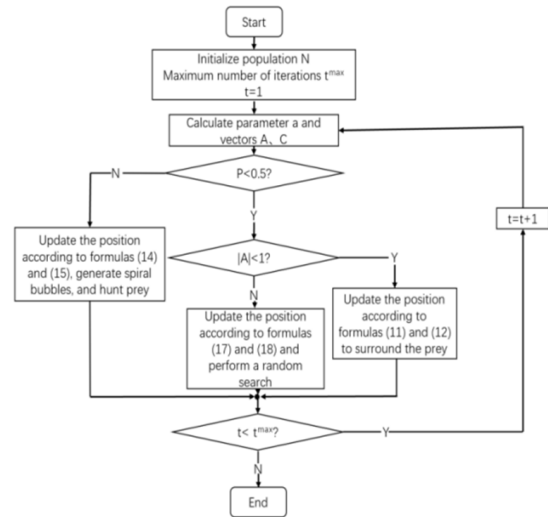 Start
Initialize population N
Maximum number of iterations t^max
t=1
Calculate parameter a and
vectors A、C
N
P<0.5?
Y
t=t+1
Update the position
according to formulas (14)
and (15), generate spiral
bubbles, and hunt prey
|A|<1?
Y
N
Update the position
according to formulas
(17) and (18) and
perform a random
search
Update the position
according to
formulas (11) and (12)
to surround the prey
t< t^max?
Y
N
End